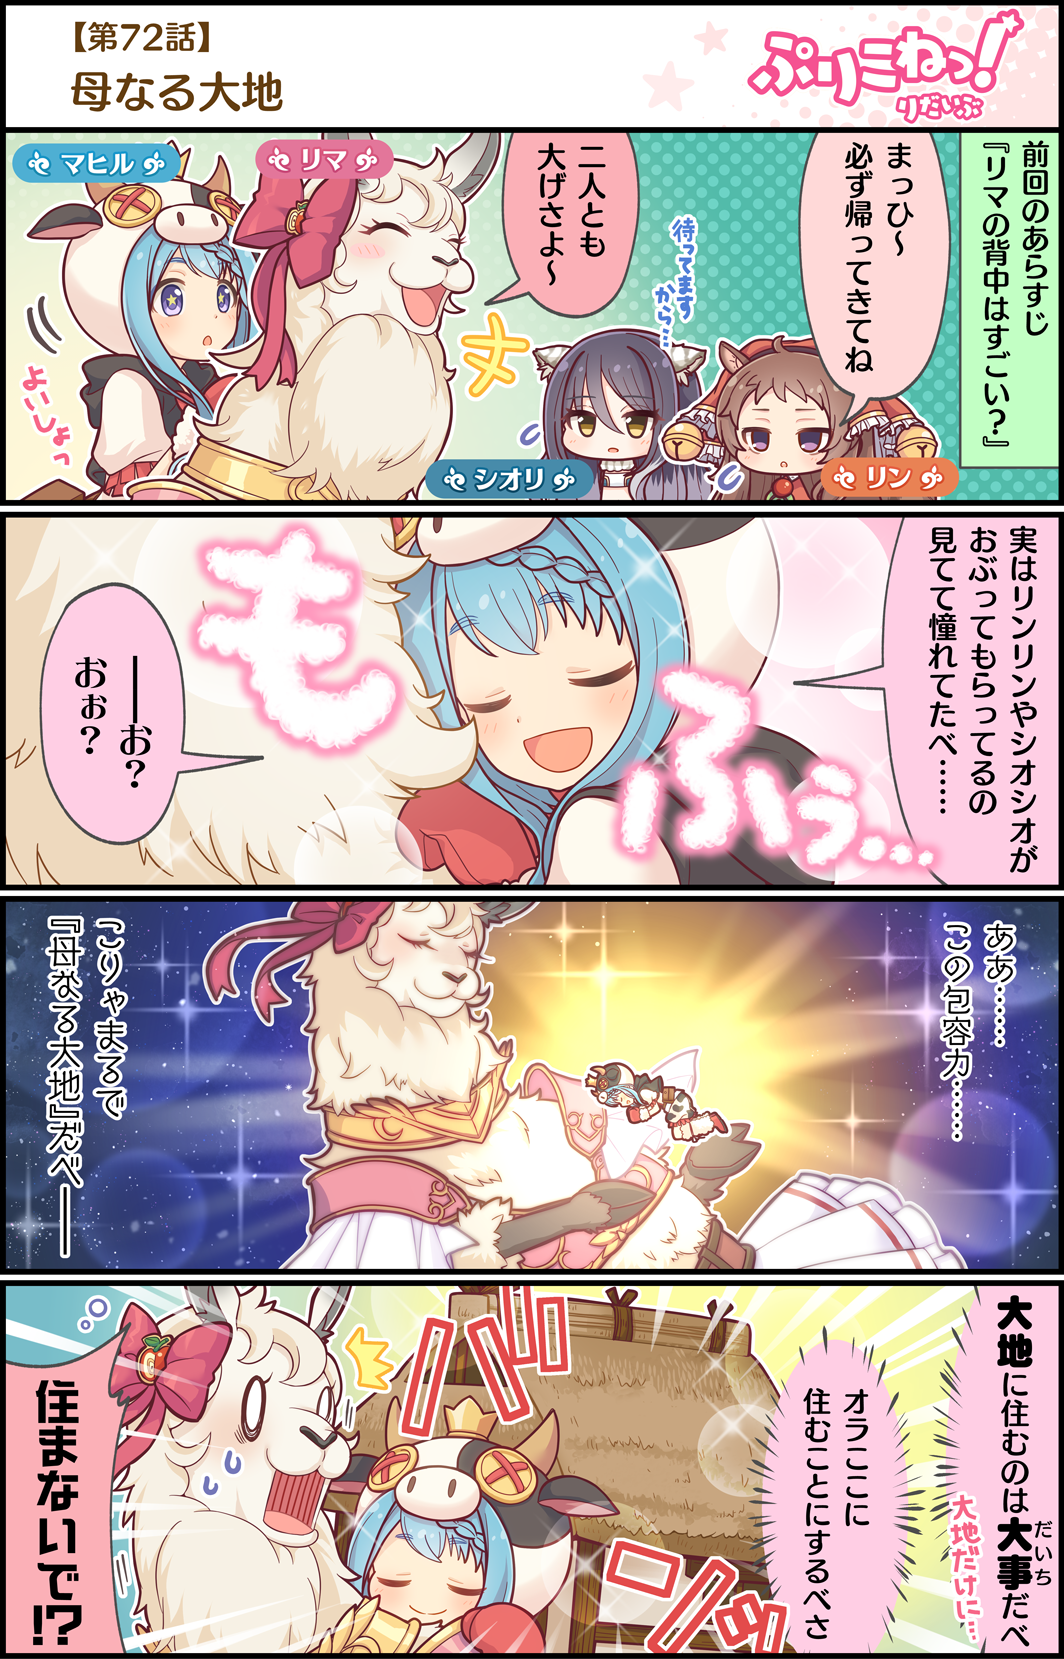 【第72話】
母なる大地
ぷりこねっ!
りだいぶ
前回のあらすじ
『リマの背中はすごい?』
まっひ〜
必ず帰ってきてね
待ってます
から…
二人とも
大げさよ〜
マヒル
リマ
よいしょっ
シオリ
リン
実はリンリンやシオシオが
おぶってもらってるの
見てて憧れてたべ……
もふぅ…
――お?
おぉ?
ああ……
この包容力……
こりゃまるで
『母なる大地』だべ――
大地に住むのは大事だべ
だいち
大地だけに…
オラここに
住むことにするべさ
ババーン
住まないで!?